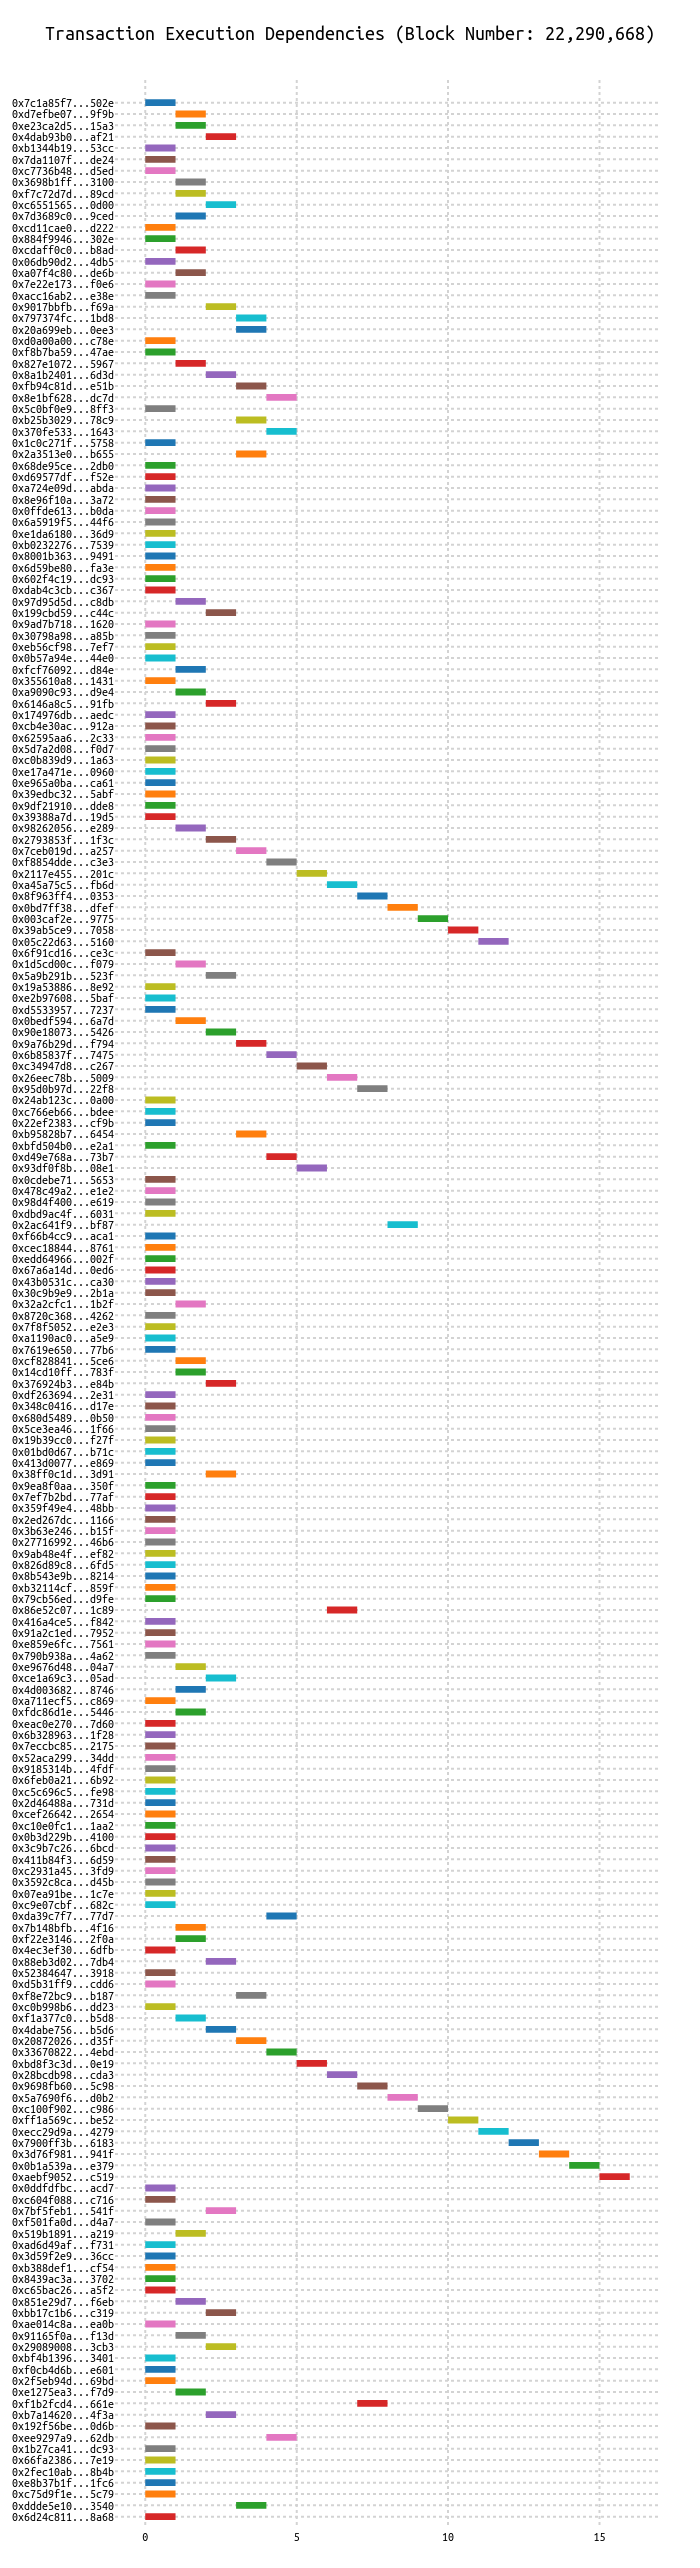 Transaction Execution Dependencies (Block Number: 22,290,668)
0x7c1a85f7...502e
0xd7efbe07...9f9b
0xe23ca2d5...15a3
0x4dab93b0...af21
0xb1344b19...53cc
0x7da1107f...de24
0xc7736b48...d5ed
0x3698b1ff...3100
0xf7c72d7d...89cd
0xc6551565...0d00
0x7d3689c0...9ced
0xcd11cae0...d222
0x884f9946...302e
0xcdaff0c0...b8ad
0x06db90d2...4db5
0xa07f4c80...de6b
0x7e22e173...f0e6
0xacc16ab2...e38e
0x9017bbfb...f69a
0x797374fc...1bd8
0x20a699eb...0ee3
0xd0a00a00...c78e
0xf8b7ba59...47ae
0x827e1072...5967
0x8a1b2401...6d3d
0xfb94c81d...e51b
0x8e1bf628...dc7d
0x5c0bf0e9...8ff3
0xb25b3029...78c9
0x370fe533...1643
0x1c0c271f...5758
0x2a3513e0...b655
0x68de95ce...2db0
0xd69577df...f52e
0xa724e09d...abda
0x8e96f10a...3a72
0x0ffde613...b0da
0x6a5919f5...44f6
0xe1da6180...36d9
0xb0232276...7539
0x8001b363...9491
0x6d59be80...fa3e
0x602f4c19...dc93
0xdab4c3cb...c367
0x97d95d5d...c8db
0x199cbd59...c44c
0x9ad7b718...1620
0x30798a98...a85b
0xeb56cf98...7ef7
0x0b57a94e...44e0
0xfcf76092...d84e
0x355610a8...1431
0xa9090c93...d9e4
0x6146a8c5...91fb
0x174976db...aedc
0xcb4e30ac...912a
0x62595aa6...2c33
0x5d7a2d08...f0d7
0xc0b839d9...1a63
0xe17a471e...0960
0xe965a0ba...ca61
0x39edbc32...5abf
0x9df21910...dde8
0x39388a7d...19d5
0x98262056...e289
0x2793853f...1f3c
0x7ceb019d...a257
0xf8854dde...c3e3
0x2117e455...201c
0xa45a75c5...fb6d
0x8f963ff4...0353
0x0bd7ff38...dfef
0x003caf2e...9775
0x39ab5ce9...7058
0x05c22d63...5160
0x6f91cd16...ce3c
0x1d5cd00c...f079
0x5a9b291b...523f
0x19a53886...8e92
0xe2b97608...5baf
0xd5533957...7237
0x0bedf594...6a7d
0x90e18073...5426
0x9a76b29d...f794
0x6b85837f...7475
0xc34947d8...c267
0x26eec78b...5009
0x95d0b97d...22f8
0x24ab123c...0a00
0xc766eb66...bdee
0x22ef2383...cf9b
0xb95828b7...6454
0xbfd504b0...e2a1
0xd49e768a...73b7
0x93df0f8b...08e1
0x0cdebe71...5653
0x478c49a2...e1e2
0x98d4f400...e619
0xdbd9ac4f...6031
0x2ac641f9...bf87
0xf66b4cc9...aca1
0xcec18844...8761
0xedd64966...002f
0x67a6a14d...0ed6
0x43b0531c...ca30
0x30c9b9e9...2b1a
0x32a2cfc1...1b2f
0x8720c368...4262
0x7f8f5052...e2e3
0xa1190ac0...a5e9
0x7619e650...77b6
0xcf828841...5ce6
0x14cd10ff...783f
0x376924b3...e84b
0xdf263694...2e31
0x348c0416...d17e
0x680d5489...0b50
0x5ce3ea46...1f66
0x19b39cc0...f27f
0x01bd0d67...b71c
0x413d0077...e869
0x38ff0c1d...3d91
0x9ea8f0aa...350f
0x7ef7b2bd...77af
0x359f49e4...48bb
0x2ed267dc...1166
0x3b63e246...b15f
0x27716992...46b6
0x9ab48e4f...ef82
0x826d89c8...6fd5
0x8b543e9b...8214
0xb32114cf...859f
0x79cb56ed...d9fe
0x86e52c07...1c89
0x416a4ce5...f842
0x91a2c1ed...7952
0xe859e6fc...7561
0x790b938a...4a62
0xe9676d48...04a7
0xce1a69c3...05ad
0x4d003682...8746
0xa711ecf5...c869
0xfdc86d1e...5446
0xeac0e270...7d60
0x6b328963...1f28
0x7eccbc85...2175
0x52aca299...34dd
0x9185314b...4fdf
0x6feb0a21...6b92
0xc5c696c5...fe98
0x2d46488a...731d
0xcef26642...2654
0xc10e0fc1...1aa2
0x0b3d229b...4100
0x3c9b7c26...6bcd
0x411b84f3...6d59
0xc2931a45...3fd9
0x3592c8ca...d45b
0x07ea91be...1c7e
0xc9e07cbf...682c
0xda39c7f7...77d7
0x7b148bfb...4f16
0xf22e3146...2f0a
0x4ec3ef30...6dfb
0x88eb3d02...7db4
0x52384647...3918
0xd5b31ff9...cdd6
0xf8e72bc9...b187
0xc0b998b6...dd23
0xf1a377c0...b5d8
0x4dabe756...b5d6
0x20872026...d35f
0x33670822...4ebd
0xbd8f3c3d...0e19
0x28bcdb98...cda3
0x9698fb60...5c98
0x5a7690f6...d0b2
0xc100f902...c986
0xff1a569c...be52
0xecc29d9a...4279
0x7900ff3b...6183
0x3d76f981...941f
0x0b1a539a...e379
0xaebf9052...c519
0x0ddfdfbc...acd7
0xc604f088...c716
0x7bf5feb1...541f
0xf501fa0d...d4a7
0x519b1891...a219
0xad6d49af...f731
0x3d59f2e9...36cc
0xb388def1...cf54
0x8439ac3a...3702
0xc65bac26...a5f2
0x851e29d7...f6eb
0xbb17c1b6...c319
0xae014c8a...ea0b
0x91165f0a...f13d
0x29089008...3cb3
0xbf4b1396...3401
0xf0cb4d6b...e601
0x2f5eb94d...69bd
0xe1275ea3...f7d9
0xf1b2fcd4...661e
0xb7a14620...4f3a
0x192f56be...0d6b
0xee9297a9...62db
0x1b27ca41...dc93
0x66fa2386...7e19
0x2fec10ab...8b4b
0xe8b37b1f...1fc6
0xc75d9f1e...5c79
0xddde5e10...3540
0x6d24c811...8a68
0 5 10 15